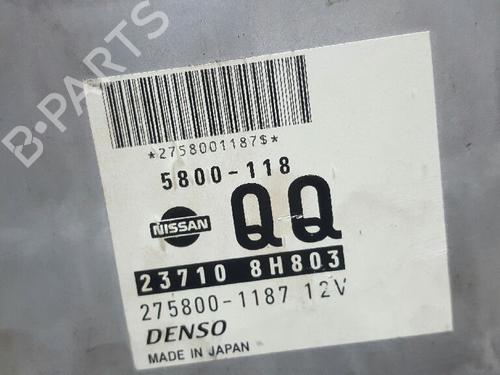 B-PARTS
*2758001187$*
5800-118
NISSAN
QQ
23710 8H803
275800-1187 12V
DENSO
MADE IN JAPAN